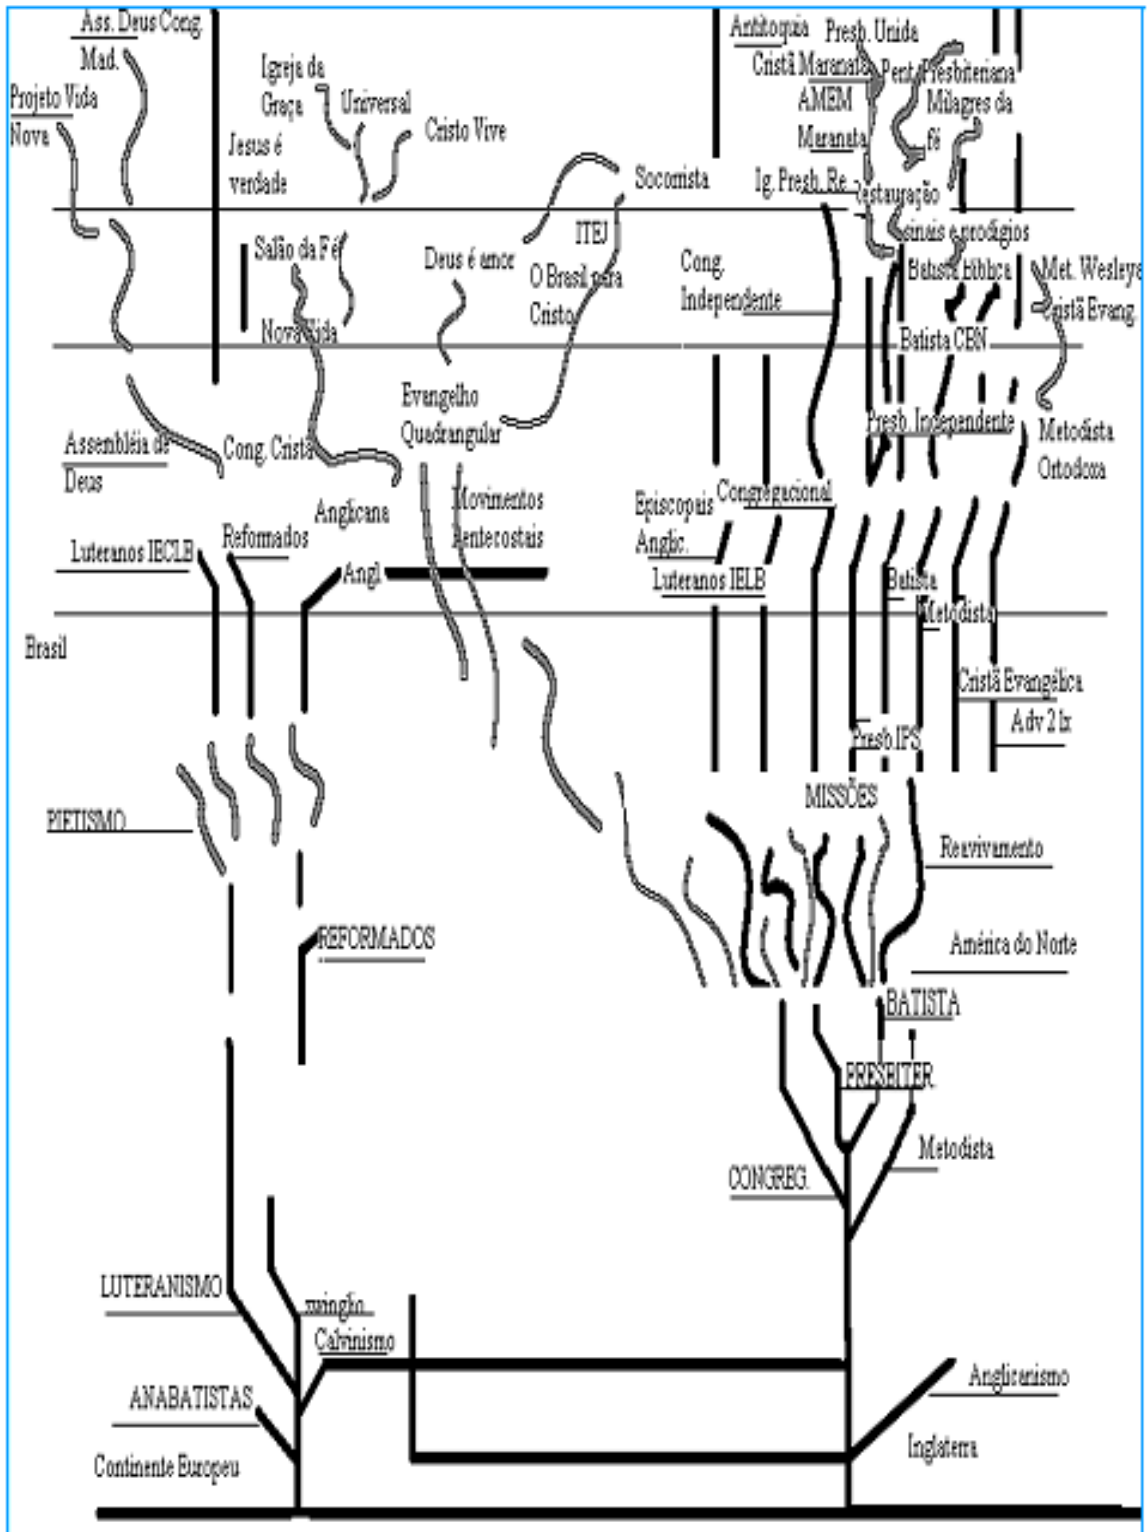 Ass. Deus Cong.
Mad.
Projeto Vida
Nova
Igreja da
Graça
Universal
Cristo Vive
Jesus é
verdade
Socorrista
Antitoquia
Presb. Unida
Cristã Maranata
Pent. Presbiteriana
AMEM
Milagres da
fé
Maranata
Ig. Presb. Re.
Restauração
sinais e prodígios
Salão da Fé
Nova Vida
Deus é amor
ITEJ
O Brasil para
Cristo
Cong.
Independente
Batista Bíblica
Met. Wesleya
Cristã Evang.
Batista CBN
Evangelho
Quadrangular
Presb. Independente
Metodista
Ortodoxa
Assembléia de
Deus
Cong. Cristã
Anglicana
Movimentos
Pentecostais
Episcopais
Anglic.
Congregacional
Luteranos IECLB
Reformados
Angl
Luteranos IELB
Batista
Metodista
Brasil
Cristã Evangélica
Adv 2
Presb.IPS
MISSÕES
PIETISMO
Reavivamento
REFORMADOS
América do Norte
BATISTA
PRESBITER.
Metodista
CONGREG.
LUTERANISMO
zwinglio
Calvinismo
ANABATISTAS
Anglicanismo
Continente Europeu
Inglaterra